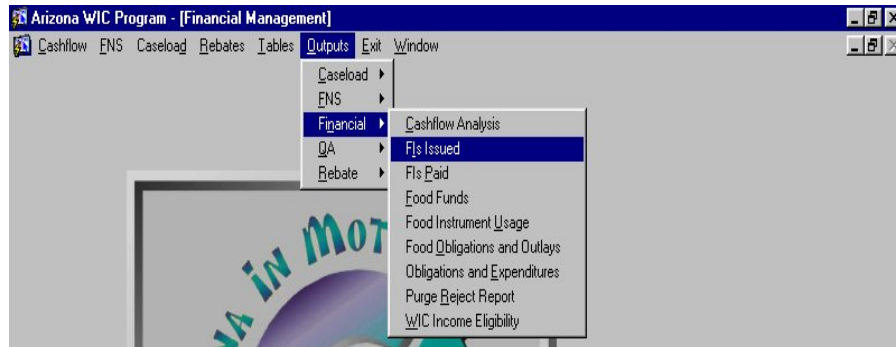 Arizona WIC Program - [Financial Management]
Cashflow FNS Caseload Rebates Tables Outputs Exit Window
Caseload
FNS
Financial
QA
Rebate
Cashflow Analysis
FIs Issued
FIs Paid
Food Funds
Food Instrument Usage
Food Obligations and Outlays
Obligations and Expenditures
Purge Reject Report
WIC Income Eligibility
NA IN MOT